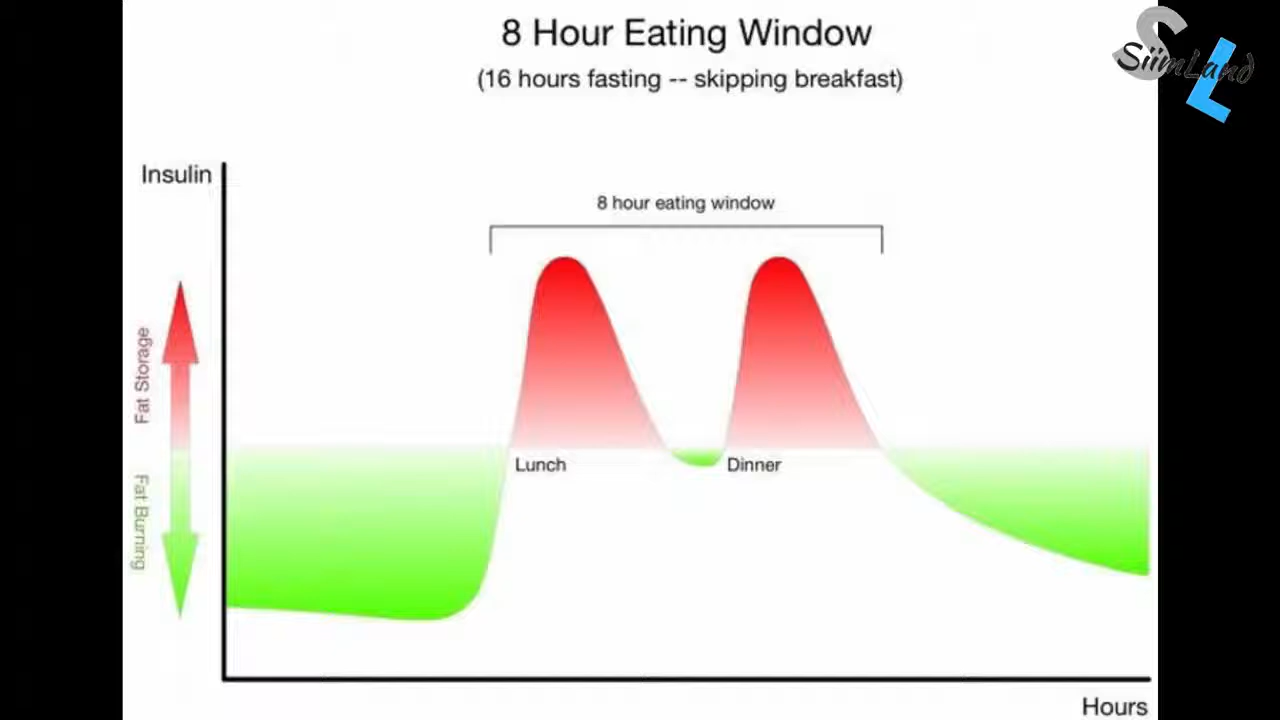 8 Hour Eating Window
(16 hours fasting -- skipping breakfast)
SL
SiimLand
Insulin
8 hour eating window
Fat Storage
Fat Burning
Lunch
Dinner
Hours